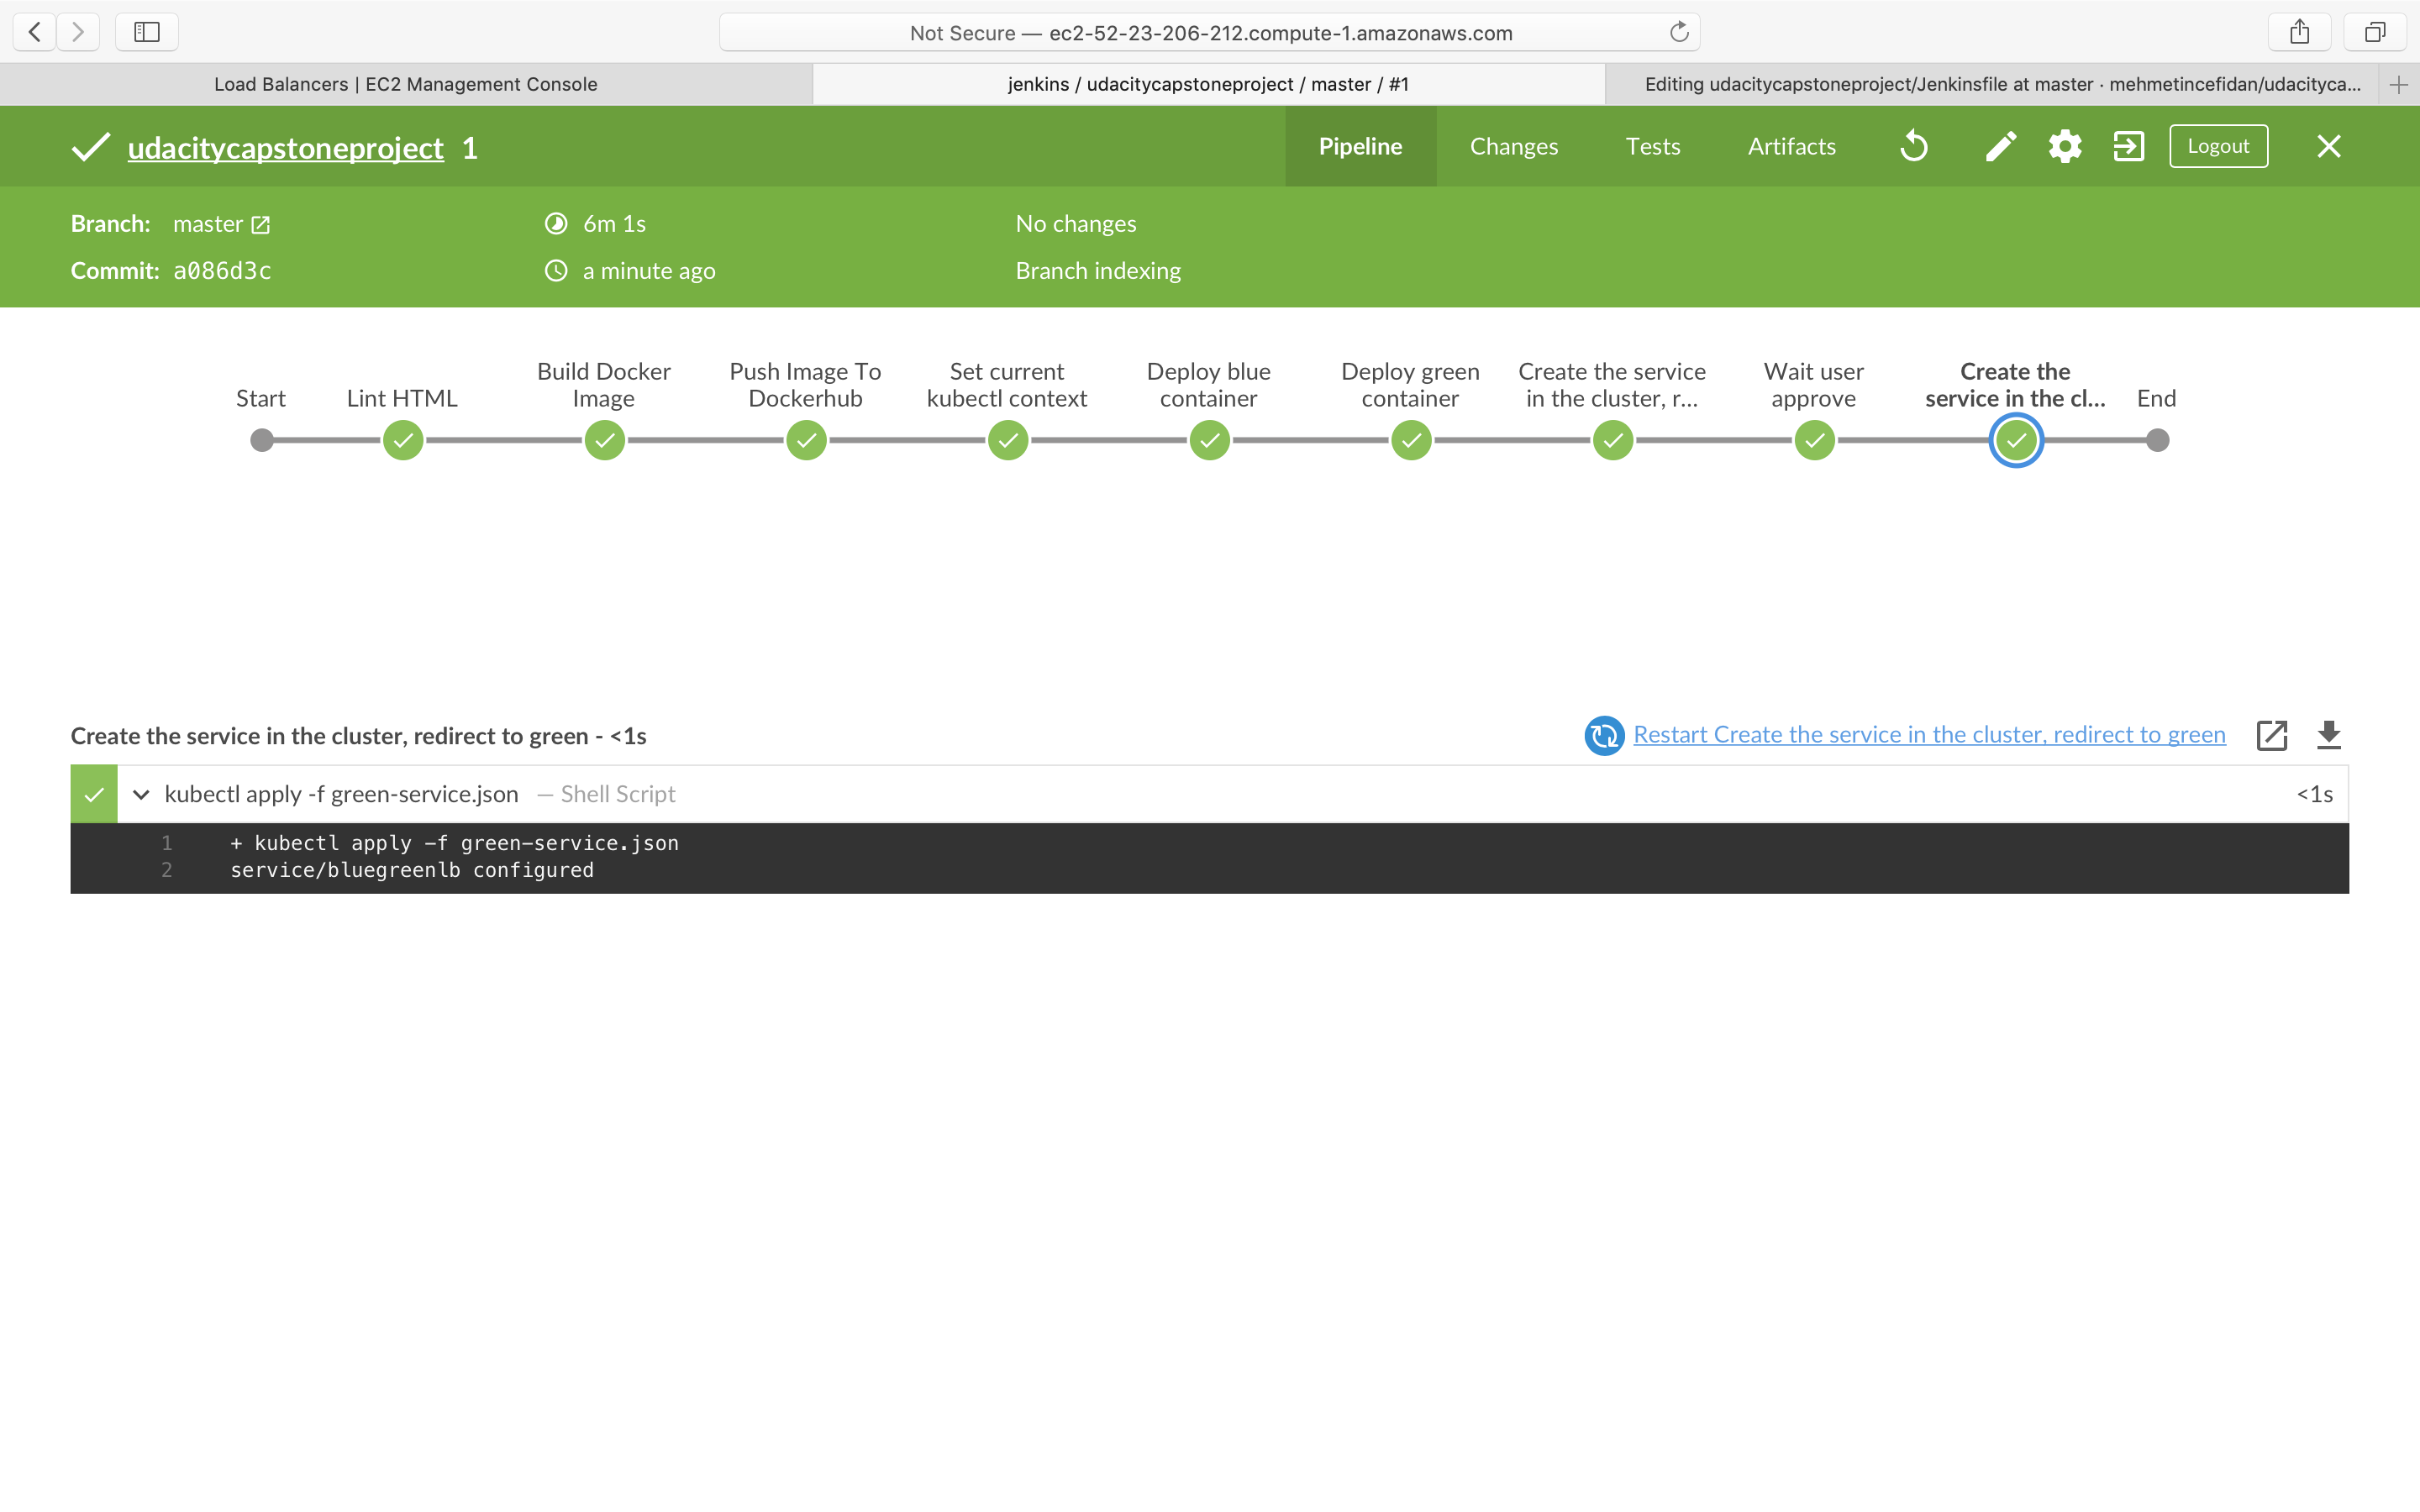 Not Secure — ec2-52-23-206-212.compute-1.amazonaws.com
Load Balancers | EC2 Management Console
jenkins / udacitycapstoneproject / master / #1
Editing udacitycapstoneproject/Jenkinsfile at master · mehmetincefidan/udacityca...
udacitycapstoneproject 1
Pipeline
Changes
Tests
Artifacts
Logout
Branch: master
6m 1s
No changes
Commit: a086d3c
a minute ago
Branch indexing
Start
Lint HTML
Build Docker
Image
Push Image To
Dockerhub
Set current
kubectl context
Deploy blue
container
Deploy green
container
Create the service
in the cluster, r...
Wait user
approve
Create the
service in the cl...
End
Create the service in the cluster, redirect to green - <1s
Restart Create the service in the cluster, redirect to green
kubectl apply -f green-service.json — Shell Script
<1s
1 + kubectl apply -f green-service.json
2 service/bluegreenlb configured